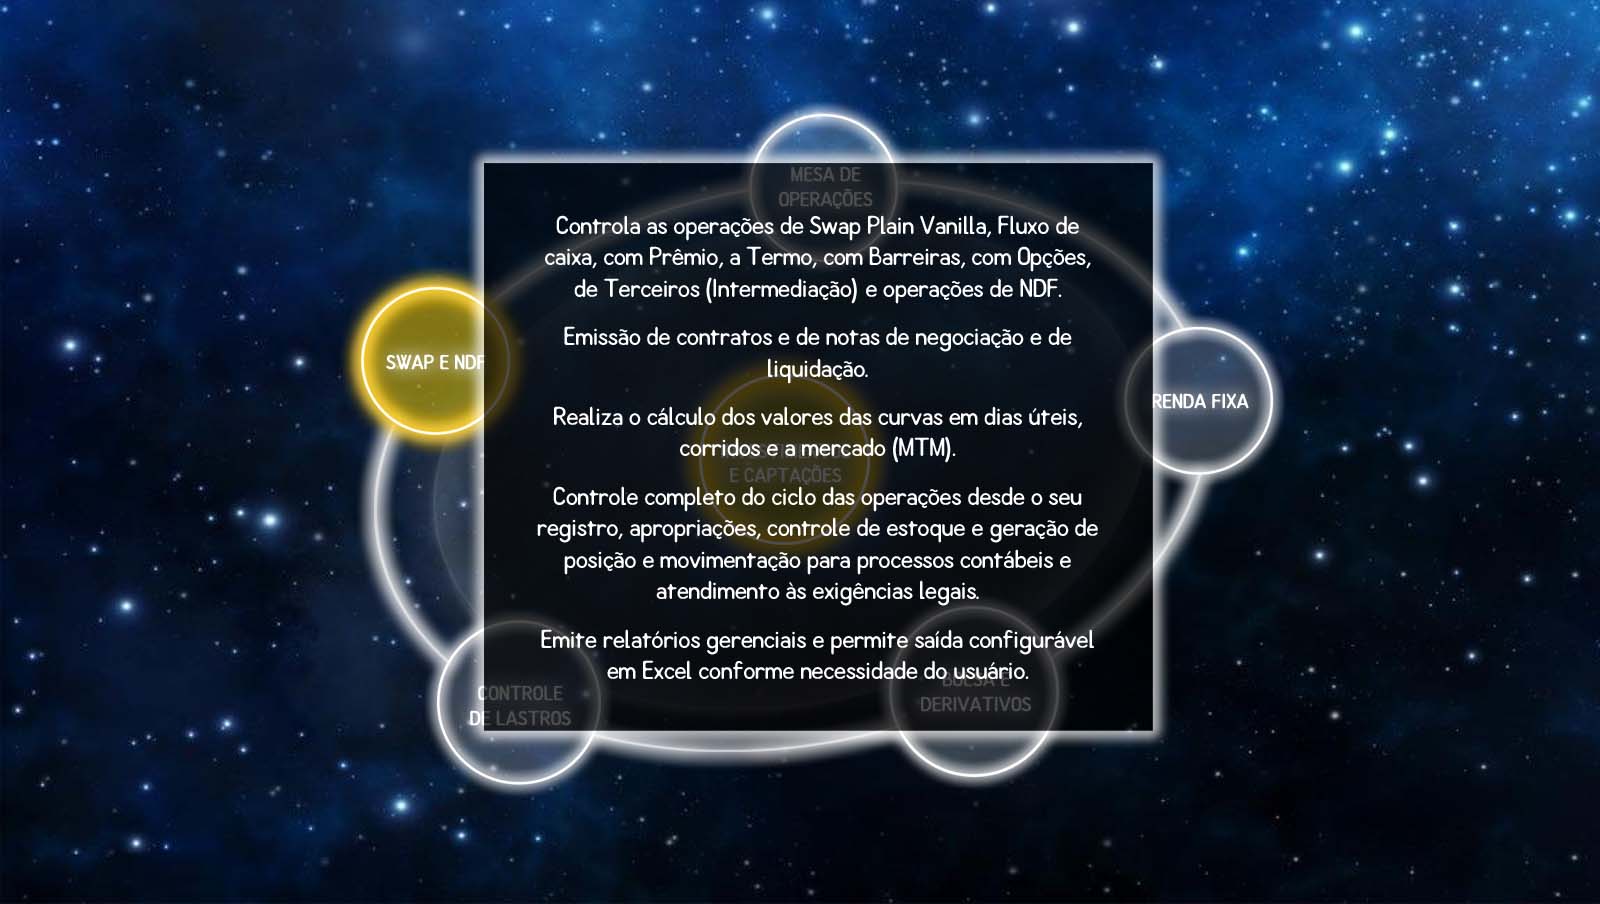 MESA DE
OPERAÇÕES
Controla as operações de Swap Plain Vanilla, Fluxo de
caixa, com Prêmio, a Termo, com Barreiras, com Opções,
de Terceiros (Intermediação) e operações de NDF.
Emissão de contratos e de notas de negociação e de
liquidação.
Realiza o cálculo dos valores das curvas em dias úteis,
corridos e a mercado (MTM).
Controle completo do ciclo das operações desde o seu
registro, apropriações, controle de estoque e geração de
posição e movimentação para processos contábeis e
atendimento às exigências legais.
Emite relatórios gerenciais e permite saída configurável
em Excel conforme necessidade do usuário.
SWAP E NDF
RENDA FIXA
E CAPTAÇÕES
CONTROLE
DE LASTROS
BOLSA E
DERIVATIVOS